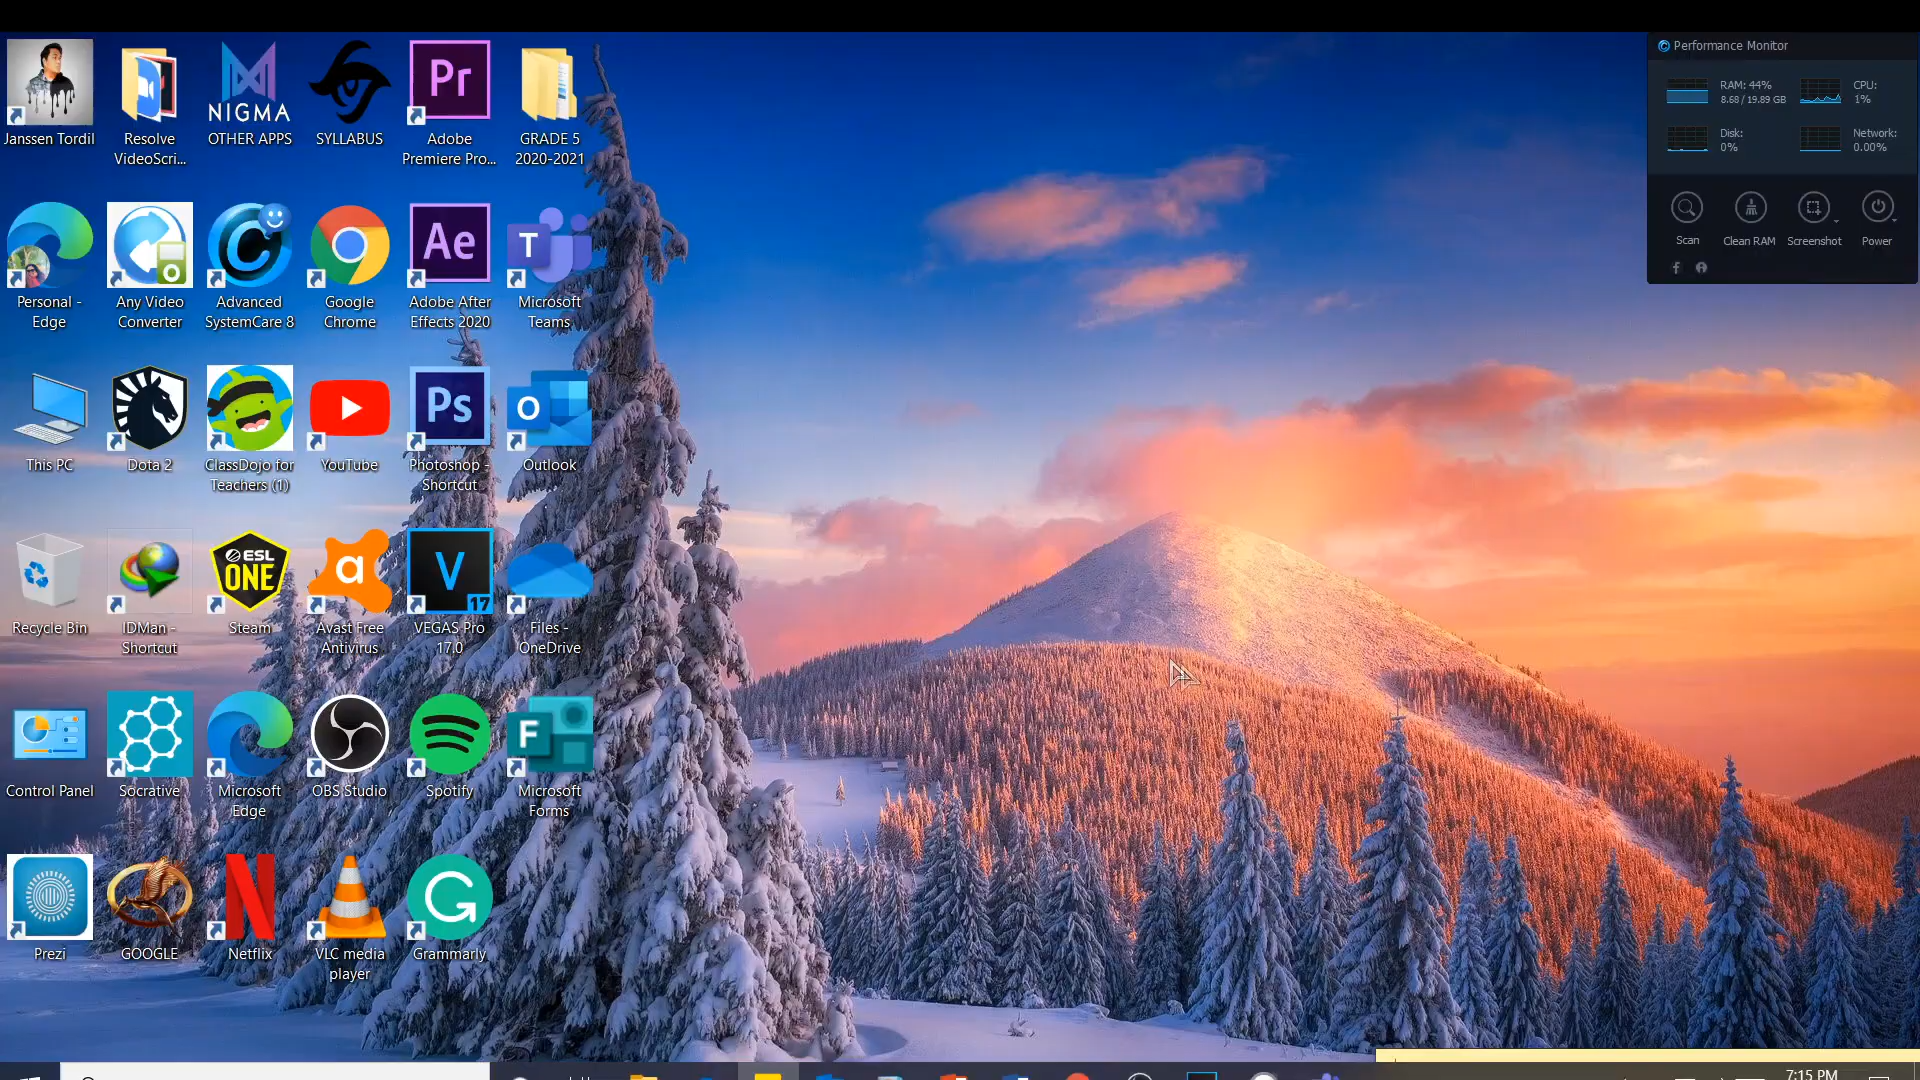 Performance Monitor
RAM: 44%
8.68 / 19.89 GB
CPU:
1%
Disk:
0%
Network:
0.00%
Scan
Clean RAM
Screenshot
Power
Janssen Tordil
Resolve
VideoScri...
NIGMA
OTHER APPS
SYLLABUS
Pr
Adobe
Premiere Pro...
GRADE 5
2020-2021
Personal -
Edge
Any Video
Converter
Advanced
SystemCare 8
Google
Chrome
Ae
Adobe After
Effects 2020
T
Microsoft
Teams
This PC
Dota 2
ClassDojo for
Teachers (1)
YouTube
Ps
Photoshop -
Shortcut
O
Outlook
Recycle Bin
IDMan -
Shortcut
ESL
ONE
Steam
a
Avast Free
Antivirus
V
17
VEGAS Pro
17.0
Files -
OneDrive
Control Panel
Socrative
Microsoft
Edge
OBS Studio
Spotify
F
Microsoft
Forms
Prezi
GOOGLE
N
Netflix
VLC media
player
G
Grammarly
7:15 PM